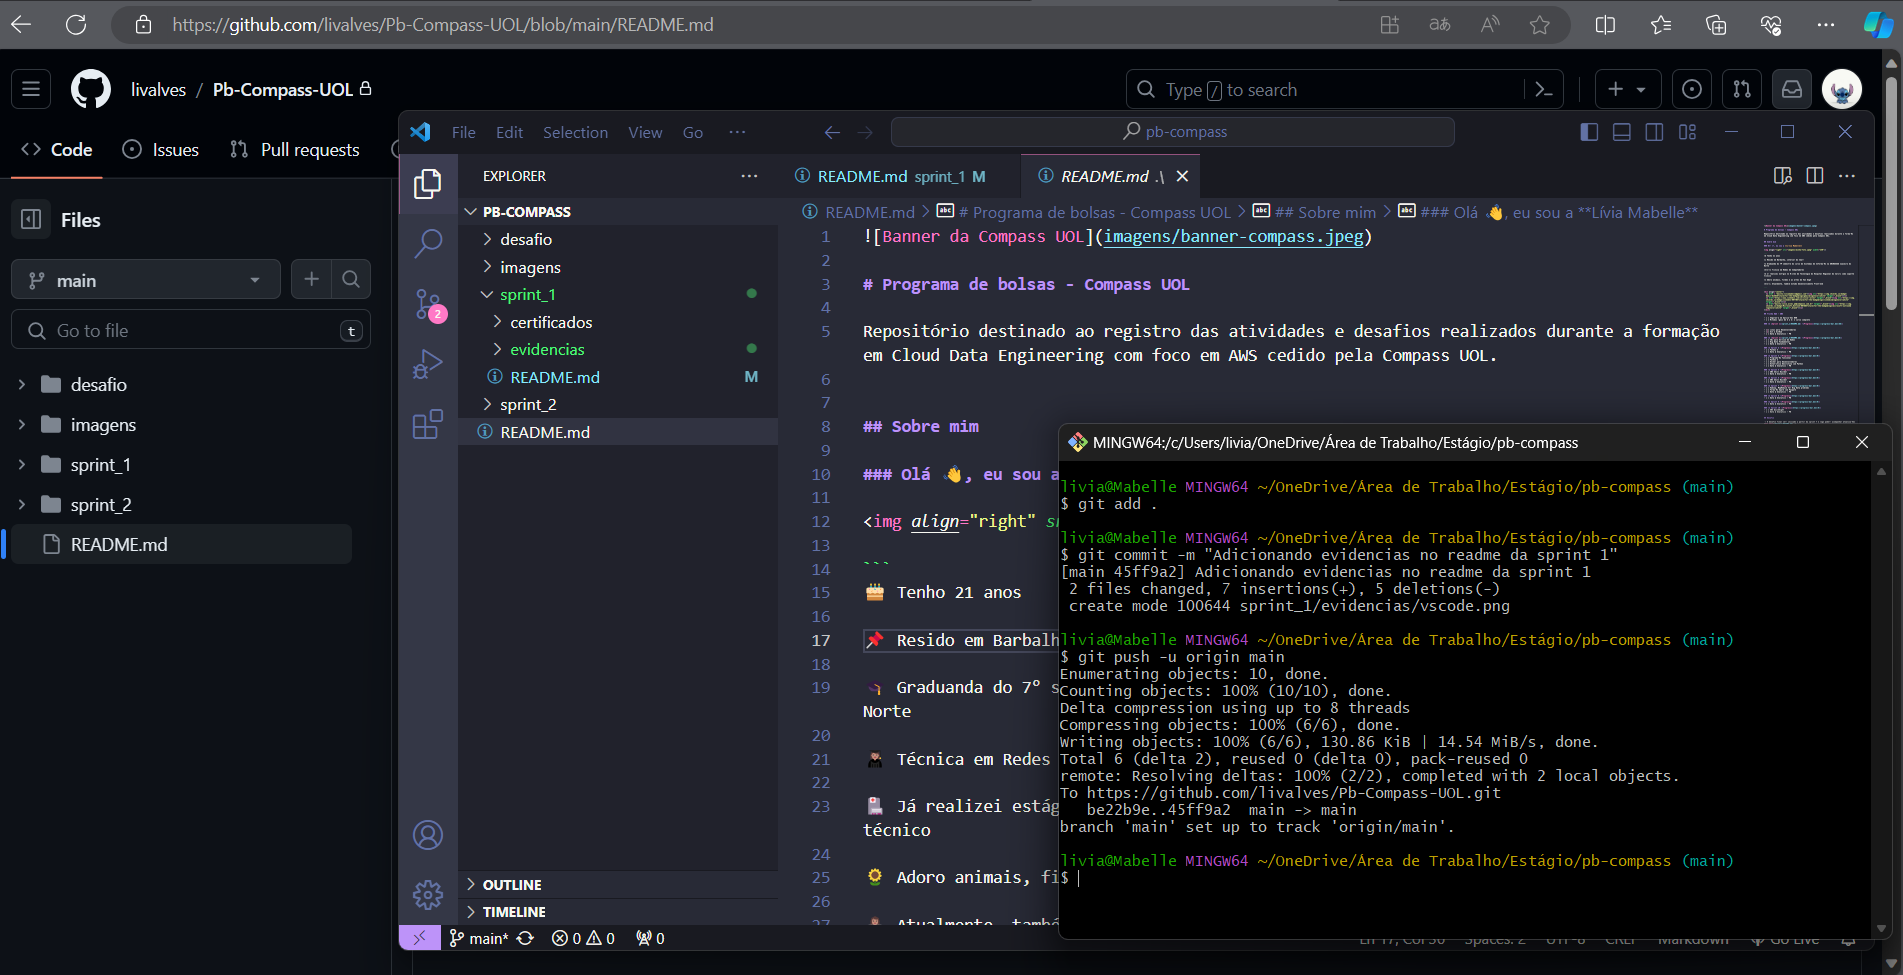 https://github.com/livalves/Pb-Compass-UOL/blob/main/README.md
livalves / Pb-Compass-UOL
Type / to search
Code
Issues
Pull requests
Files
main
Go to file
t
desafio
imagens
sprint_1
sprint_2
README.md
File Edit Selection View Go ···
pb-compass
EXPLORER
PB-COMPASS
desafio
imagens
sprint_1
certificados
evidencias
README.md M
sprint_2
README.md
2
OUTLINE
TIMELINE
README.md sprint_1 M
README.md .\
README.md > # Programa de bolsas - Compass UOL > ## Sobre mim > ### Olá 👋, eu sou a **Lívia Mabelle**
1 ![Banner da Compass UOL](imagens/banner-compass.jpeg)
2
3 # Programa de bolsas - Compass UOL
4
5 Repositório destinado ao registro das atividades e desafios realizados durante a formação
em Cloud Data Engineering com foco em AWS cedido pela Compass UOL.
6
7
8 ## Sobre mim
9
10 ### Olá 👋, eu sou a
11
12 <img align="right"
13
14 ```
15 🎂 Tenho 21 anos
16
17 📌 Resido em Barbalh
18
19 🎓 Graduanda do 7º s
Norte
20
21 Técnica em Redes
22
23 Já realizei estág
técnico
24
25 🌻 Adoro animais, fi
26
27 Atualmente, també
MINGW64:/c/Users/livia/OneDrive/Área de Trabalho/Estágio/pb-compass
livia@Mabelle MINGW64 ~/OneDrive/Área de Trabalho/Estágio/pb-compass (main)
$ git add .
livia@Mabelle MINGW64 ~/OneDrive/Área de Trabalho/Estágio/pb-compass (main)
$ git commit -m "Adicionando evidencias no readme da sprint 1"
[main 45ff9a2] Adicionando evidencias no readme da sprint 1
2 files changed, 7 insertions(+), 5 deletions(-)
create mode 100644 sprint_1/evidencias/vscode.png
livia@Mabelle MINGW64 ~/OneDrive/Área de Trabalho/Estágio/pb-compass (main)
$ git push -u origin main
Enumerating objects: 10, done.
Counting objects: 100% (10/10), done.
Delta compression using up to 8 threads
Compressing objects: 100% (6/6), done.
Writing objects: 100% (6/6), 130.86 KiB | 14.54 MiB/s, done.
Total 6 (delta 2), reused 0 (delta 0), pack-reused 0
remote: Resolving deltas: 100% (2/2), completed with 2 local objects.
To https://github.com/livalves/Pb-Compass-UOL.git
be22b9e..45ff9a2 main -> main
branch 'main' set up to track 'origin/main'.
livia@Mabelle MINGW64 ~/OneDrive/Área de Trabalho/Estágio/pb-compass (main)
$
main* 0 0 0
Spaces: 2 UTF-8 CRLF Markdown Go Live